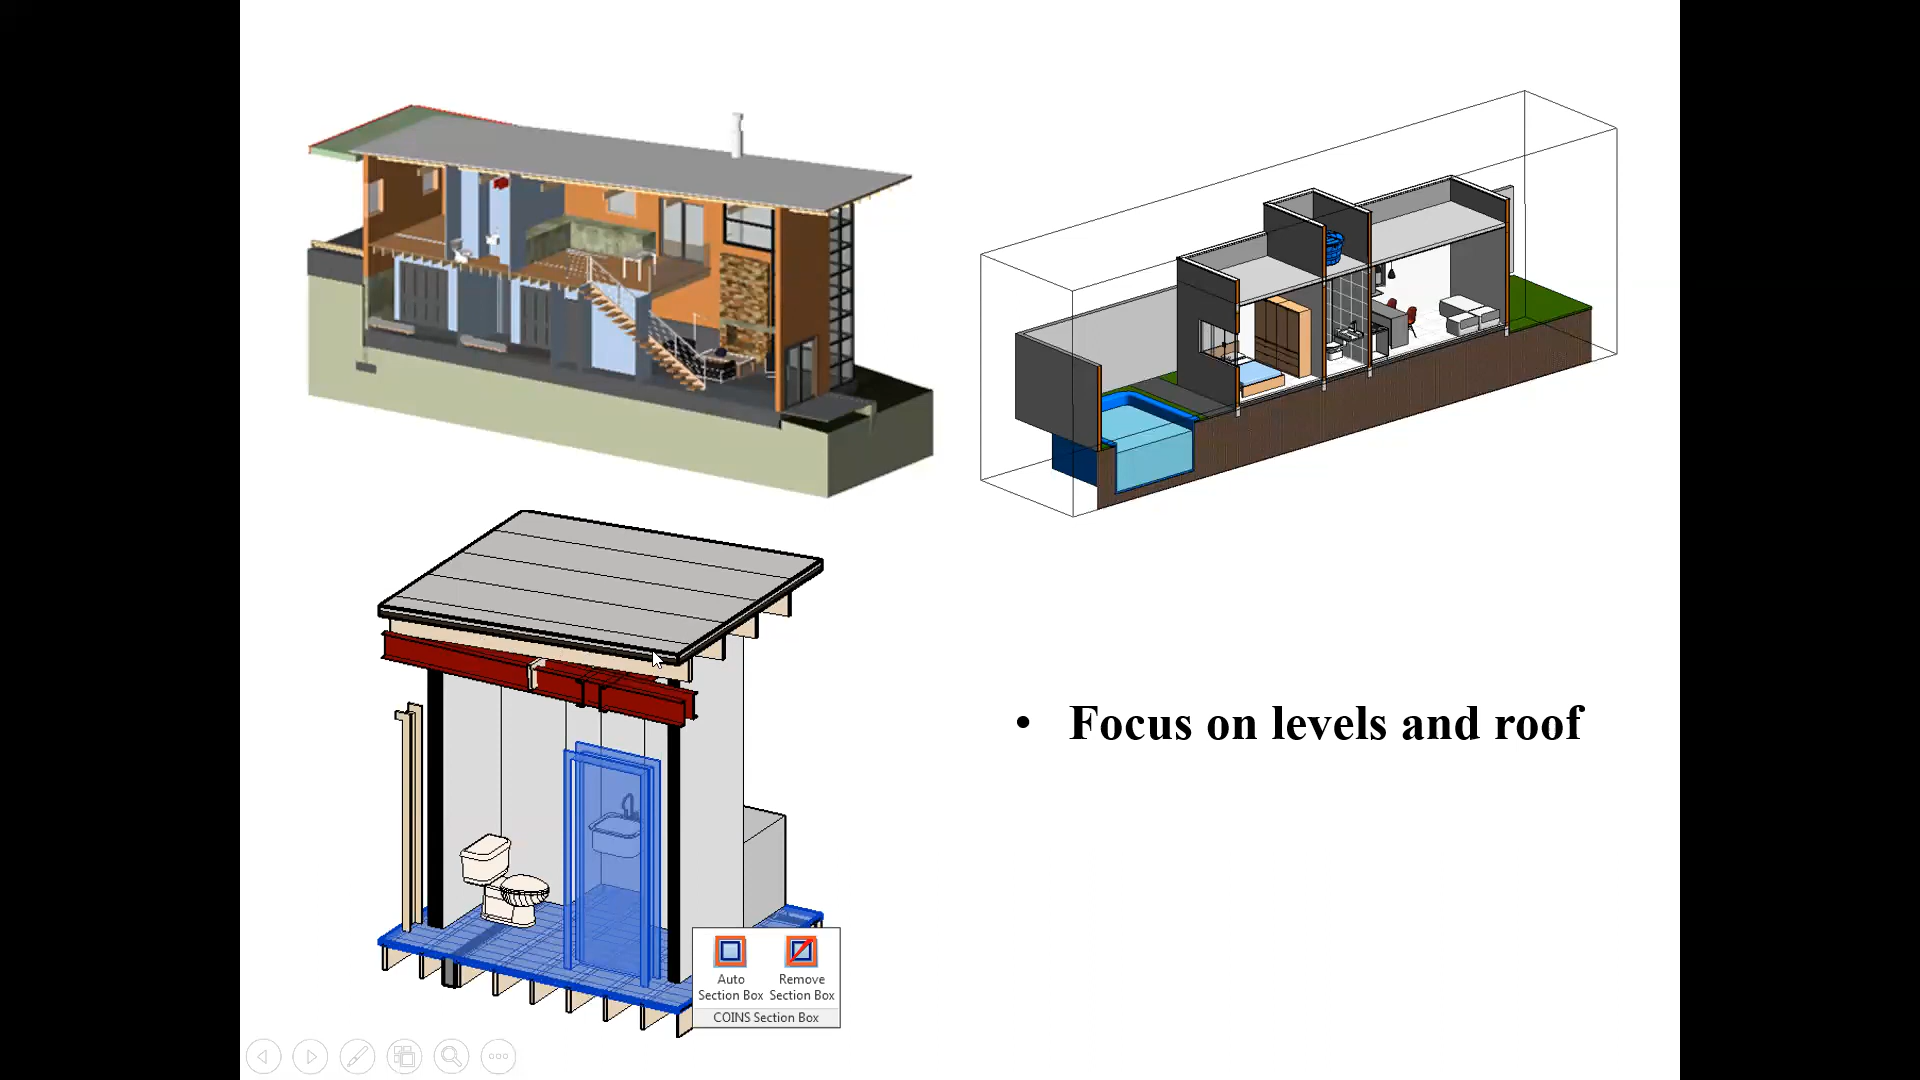 • Focus on levels and roof
Auto Section Box
Remove Section Box
COINS Section Box